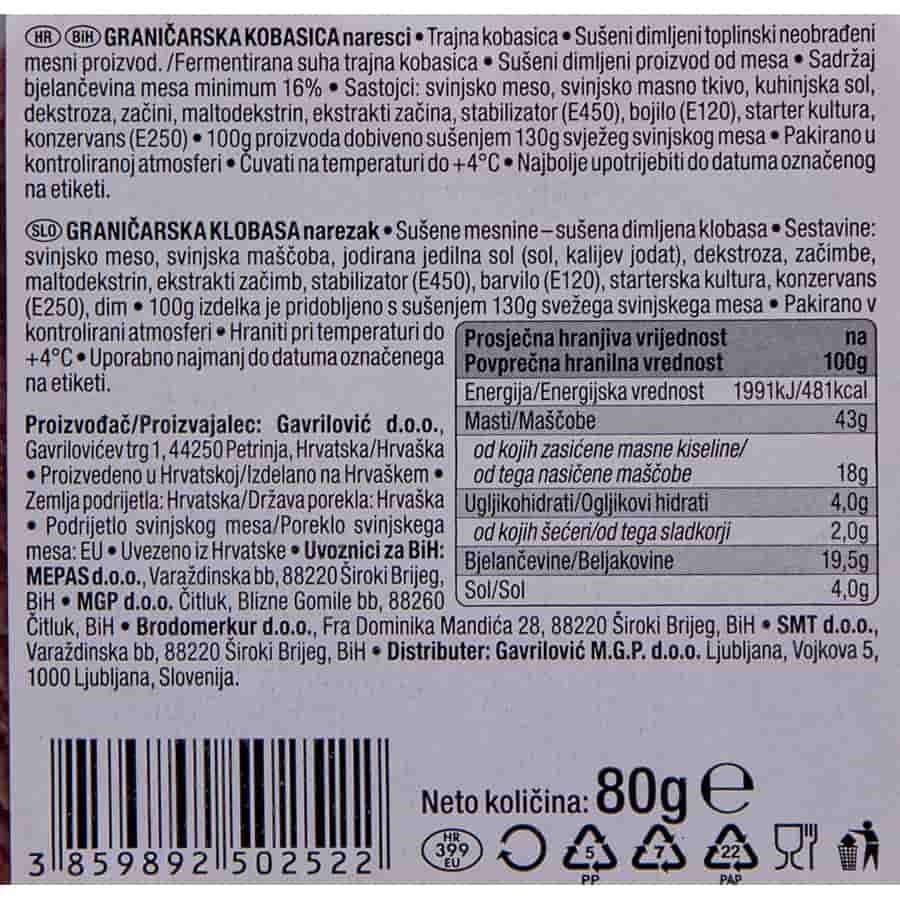 HR BiH GRANIČARSKA KOBASICA naresci • Trajna kobasica • Sušeni dimljeni toplinski neobrađeni
mesni proizvod. /Fermentirana suha trajna kobasica • Sušeni dimljeni proizvod od mesa • Sadržaj
bjelančevina mesa minimum 16% • Sastojci: svinjsko meso, svinjsko masno tkivo, kuhinjska sol,
dekstroza, začini, maltodekstrin, ekstrakti začina, stabilizator (E450), bojilo (E120), starter kultura,
konzervans (E250) • 100g proizvoda dobiveno sušenjem 130g svježeg svinjskog mesa • Pakirano u
kontroliranoj atmosferi • Čuvati na temperaturi do +4°C • Najbolje upotrijebiti do datuma označenog
na etiketi.
SLO GRANIČARSKA KLOBASA narezak • Sušene mesnine – sušena dimljena klobasa • Sestavine:
svinjsko meso, svinjska maščoba, jodirana jedilna sol (sol, kalijev jodat), dekstroza, začimbe,
maltodekstrin, ekstrakti začimb, stabilizator (E450), barvilo (E120), starterska kultura, konzervans
(E250), dim • 100g izdelka je pridobljeno s sušenjem 130g svežega svinjskega mesa • Pakirano v
kontrolirani atmosferi • Hraniti pri temperaturi do
+4°C • Uporabno najmanj do datuma označenega
na etiketi.
Prosječna hranjiva vrijednost na
Povprečna hranilna vrednost 100g
Energija/Energijska vrednost 1991kJ/481kcal
Masti/Maščobe 43g
od kojih zasićene masne kiseline/
od tega nasičene maščobe 18g
Ugljikohidrati/Ogljikovi hidrati 4,0g
od kojih šećeri/od tega sladkorji 2,0g
Bjelančevine/Beljakovine 19,5g
Sol/Sol 4,0g
Proizvođač/Proizvajalec: Gavrilović d.o.o.,
Gavrilovićev trg 1, 44250 Petrinja, Hrvatska/Hrvaška
• Proizvedeno u Hrvatskoj/Izdelano na Hrvaškem •
Zemlja podrijetla: Hrvatska/Država porekla: Hrvaška
• Podrijetlo svinjskog mesa/Poreklo svinjskega
mesa: EU • Uvezeno iz Hrvatske • Uvoznici za BiH:
MEPAS d.o.o., Varaždinska bb, 88220 Široki Brijeg,
BiH • MGP d.o.o. Čitluk, Blizne Gomile bb, 88260
Čitluk, BiH • Brodomerkur d.o.o., Fra Dominika Mandića 28, 88220 Široki Brijeg, BiH • SMT d.o.o.,
Varaždinska bb, 88220 Široki Brijeg, BiH • Distributer: Gavrilović M.G.P. d.o.o. Ljubljana, Vojkova 5,
1000 Ljubljana, Slovenija.
Neto količina: 80g e
HR
399
EU
5
PP
7
22
PAP
3 859892 502522